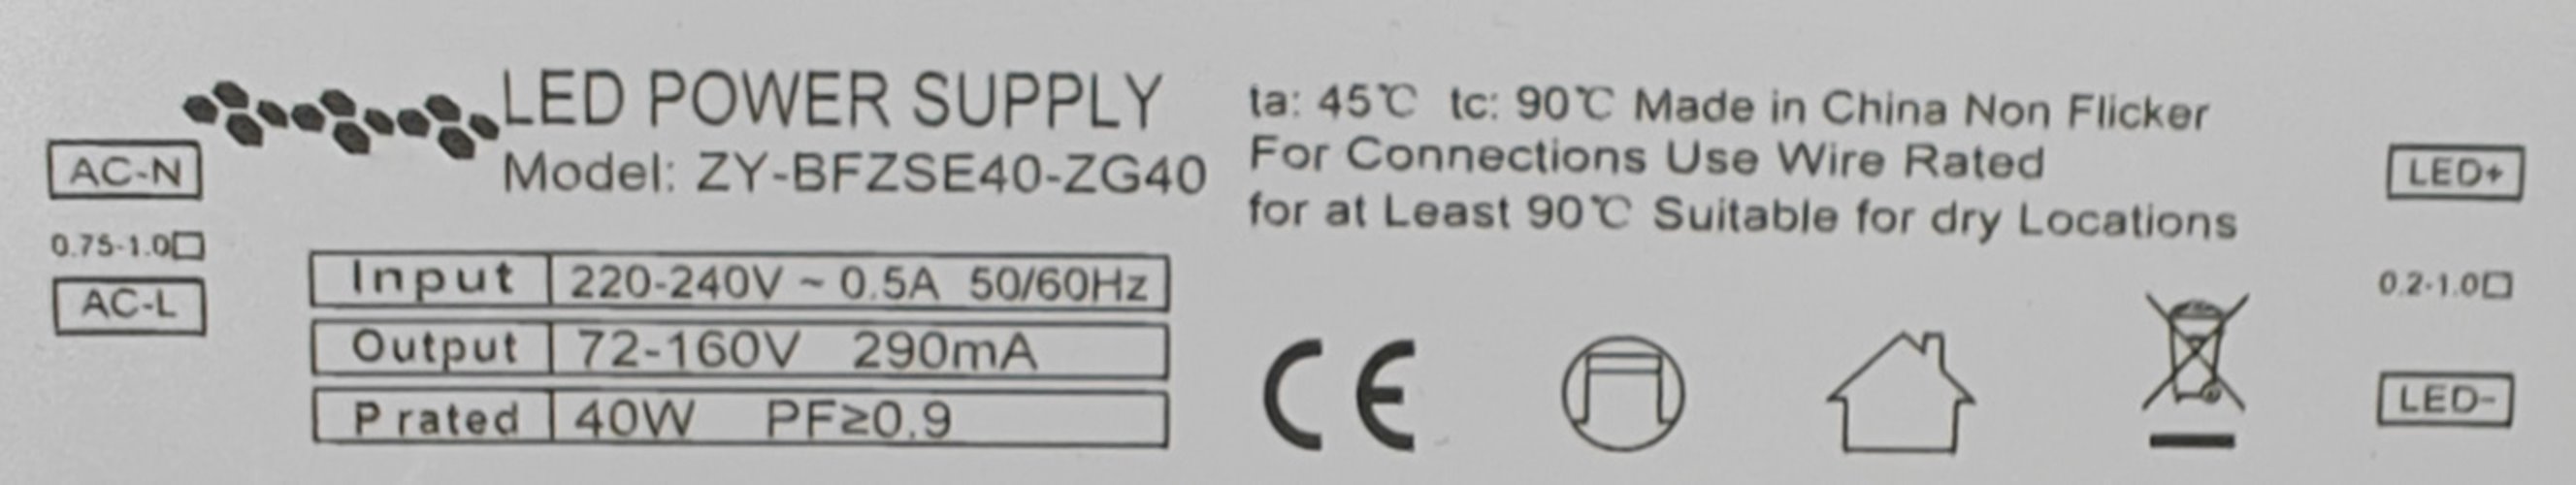 LED POWER SUPPLY
Model: ZY-BFZSE40-ZG40
AC-N
0.75-1.0□
AC-L
Input 220-240V ~ 0.5A 50/60Hz
Output 72-160V 290mA
P rated 40W PF≥0.9
ta: 45℃ tc: 90℃ Made in China Non Flicker
For Connections Use Wire Rated
for at Least 90℃ Suitable for dry Locations
CE
LED+
0.2-1.0□
LED-